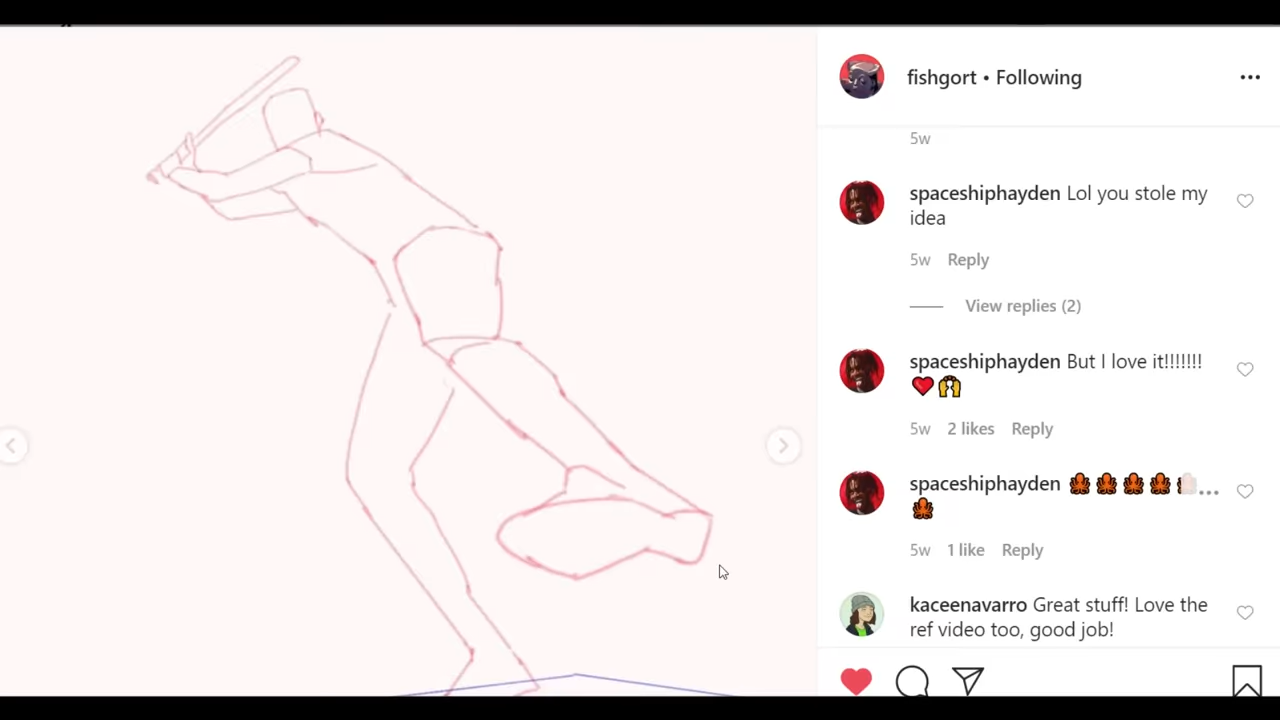 fishgort • Following
5w
spaceshiphayden Lol you stole my
idea
5w Reply
View replies (2)
spaceshiphayden But I love it!!!!!!!
❤️🙌
5w 2 likes Reply
spaceshiphayden 🐙🐙🐙🐙
🐙
5w 1 like Reply
kaceenavarro Great stuff! Love the
ref video too, good job!